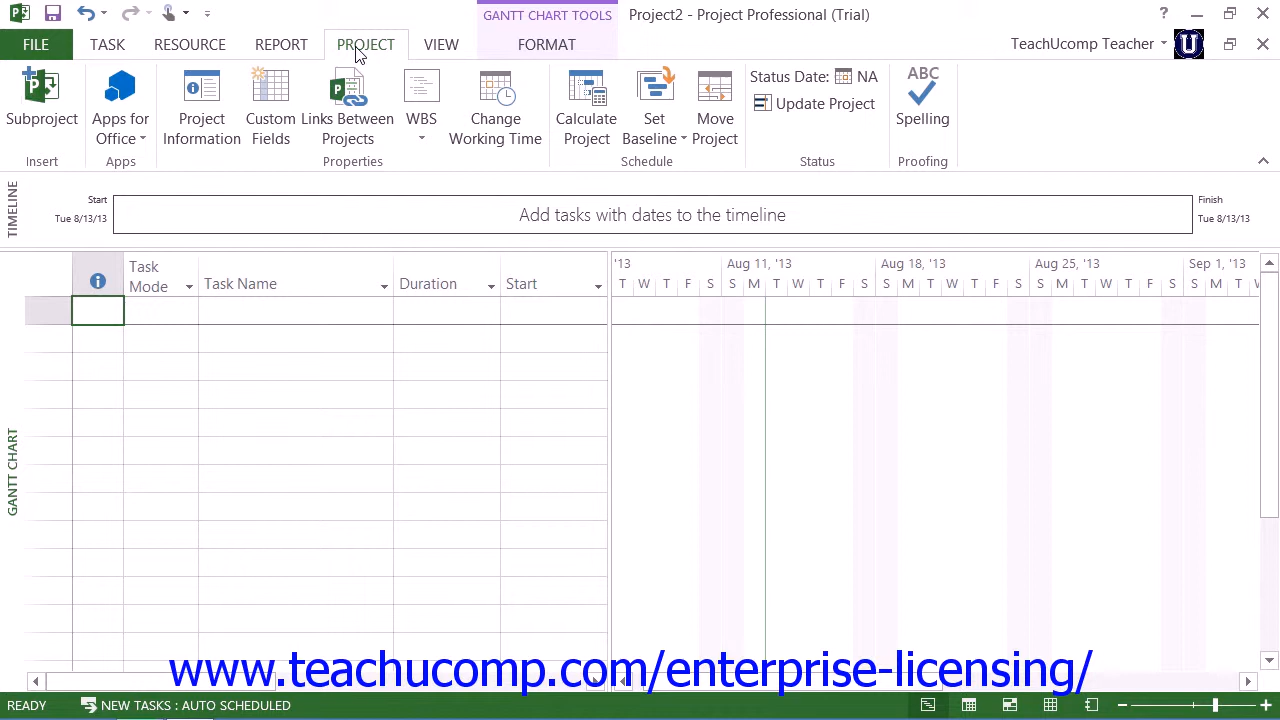 GANTT CHART TOOLS
Project2 - Project Professional (Trial)
?
FILE TASK RESOURCE REPORT PROJECT VIEW FORMAT
TeachUcomp Teacher
U
Subproject
Insert
Apps for Office
Apps
Project Information
Custom Fields
Links Between Projects
WBS
Change Working Time
Properties
Calculate Project
Set Baseline
Move Project
Schedule
Status Date: NA
Update Project
Status
ABC
Spelling
Proofing
TIMELINE
Start
Tue 8/13/13
Add tasks with dates to the timeline
Finish
Tue 8/13/13
Task Mode
Task Name
Duration
Start
'13 Aug 11, '13 Aug 18, '13 Aug 25, '13 Sep 1, '13
T W T F S S M T W T F S S M T W T F S S M T W T F S S M T W
GANTT CHART
www.teachucomp.com/enterprise-licensing/
READY
NEW TASKS : AUTO SCHEDULED